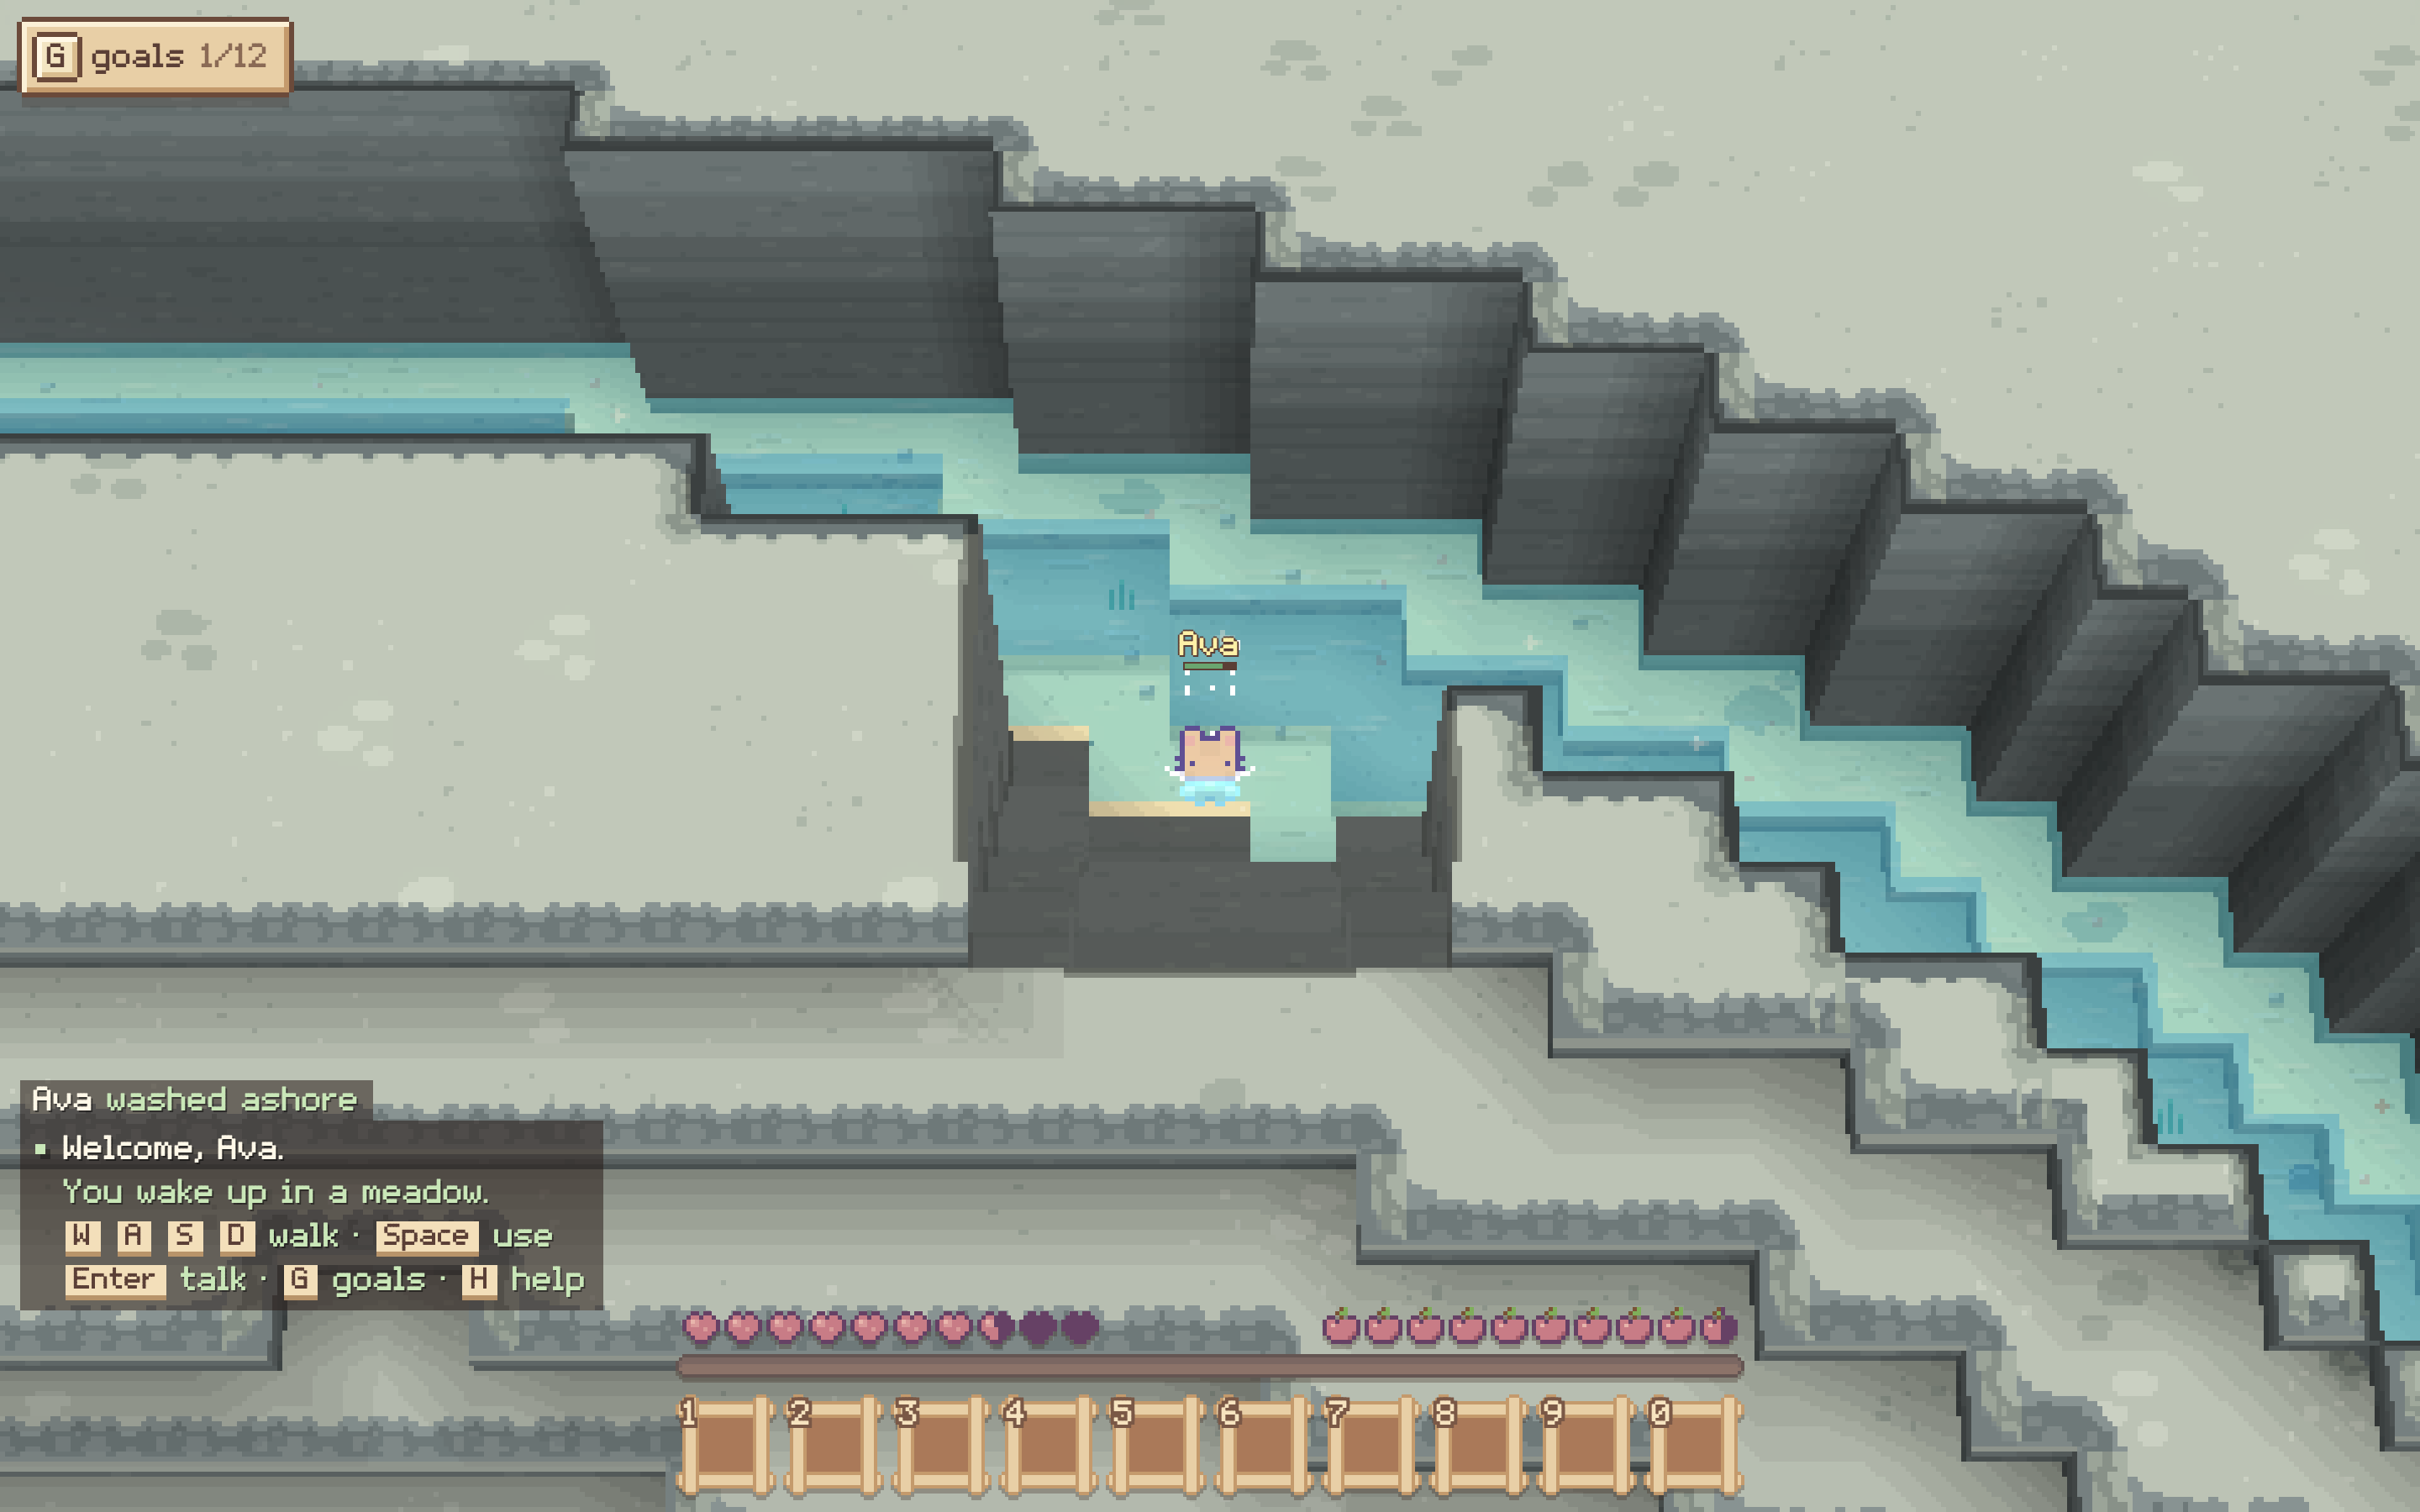 G goals 1/12
Ava
Ava washed ashore
Welcome, Ava.
You wake up in a meadow.
W A S D walk · Space use
Enter talk · G goals · H help
1 2 3 4 5 6 7 8 9 0